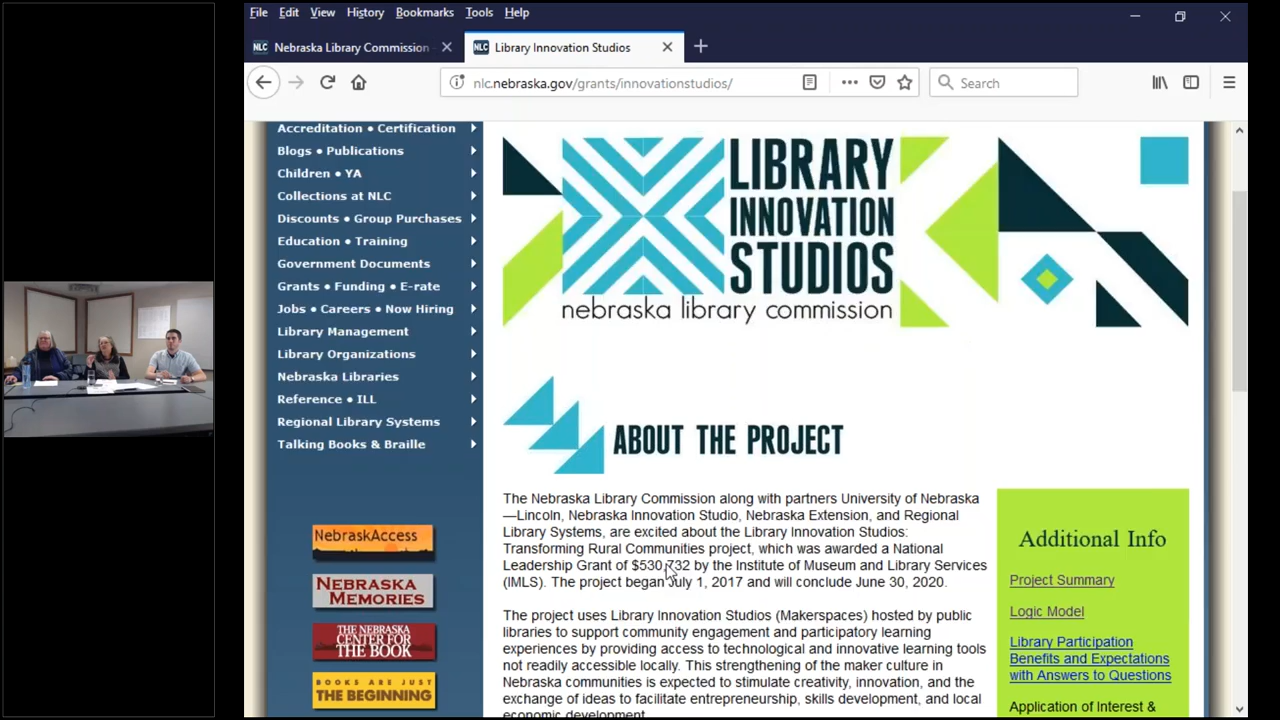 File Edit View History Bookmarks Tools Help
NLC Nebraska Library Commission -
NLC Library Innovation Studios
nlc.nebraska.gov/grants/innovationstudios/
Search
Accreditation • Certification
Blogs • Publications
Children • YA
Collections at NLC
Discounts • Group Purchases
Education • Training
Government Documents
Grants • Funding • E-rate
Jobs • Careers • Now Hiring
Library Management
Library Organizations
Nebraska Libraries
Reference • ILL
Regional Library Systems
Talking Books & Braille
NebraskAccess
NEBRASKA
MEMORIES
THE NEBRASKA
CENTER FOR
THE BOOK
BOOKS ARE JUST
THE BEGINNING
LIBRARY
INNOVATION
STUDIOS
nebraska library commission
ABOUT THE PROJECT
The Nebraska Library Commission along with partners University of Nebraska
—Lincoln, Nebraska Innovation Studio, Nebraska Extension, and Regional
Library Systems, are excited about the Library Innovation Studios:
Transforming Rural Communities project, which was awarded a National
Leadership Grant of $530,732 by the Institute of Museum and Library Services
(IMLS). The project began July 1, 2017 and will conclude June 30, 2020.
The project uses Library Innovation Studios (Makerspaces) hosted by public
libraries to support community engagement and participatory learning
experiences by providing access to technological and innovative learning tools
not readily accessible locally. This strengthening of the maker culture in
Nebraska communities is expected to stimulate creativity, innovation, and the
exchange of ideas to facilitate entrepreneurship, skills development, and local
economic development.
Additional Info
Project Summary
Logic Model
Library Participation
Benefits and Expectations
with Answers to Questions
Application of Interest &